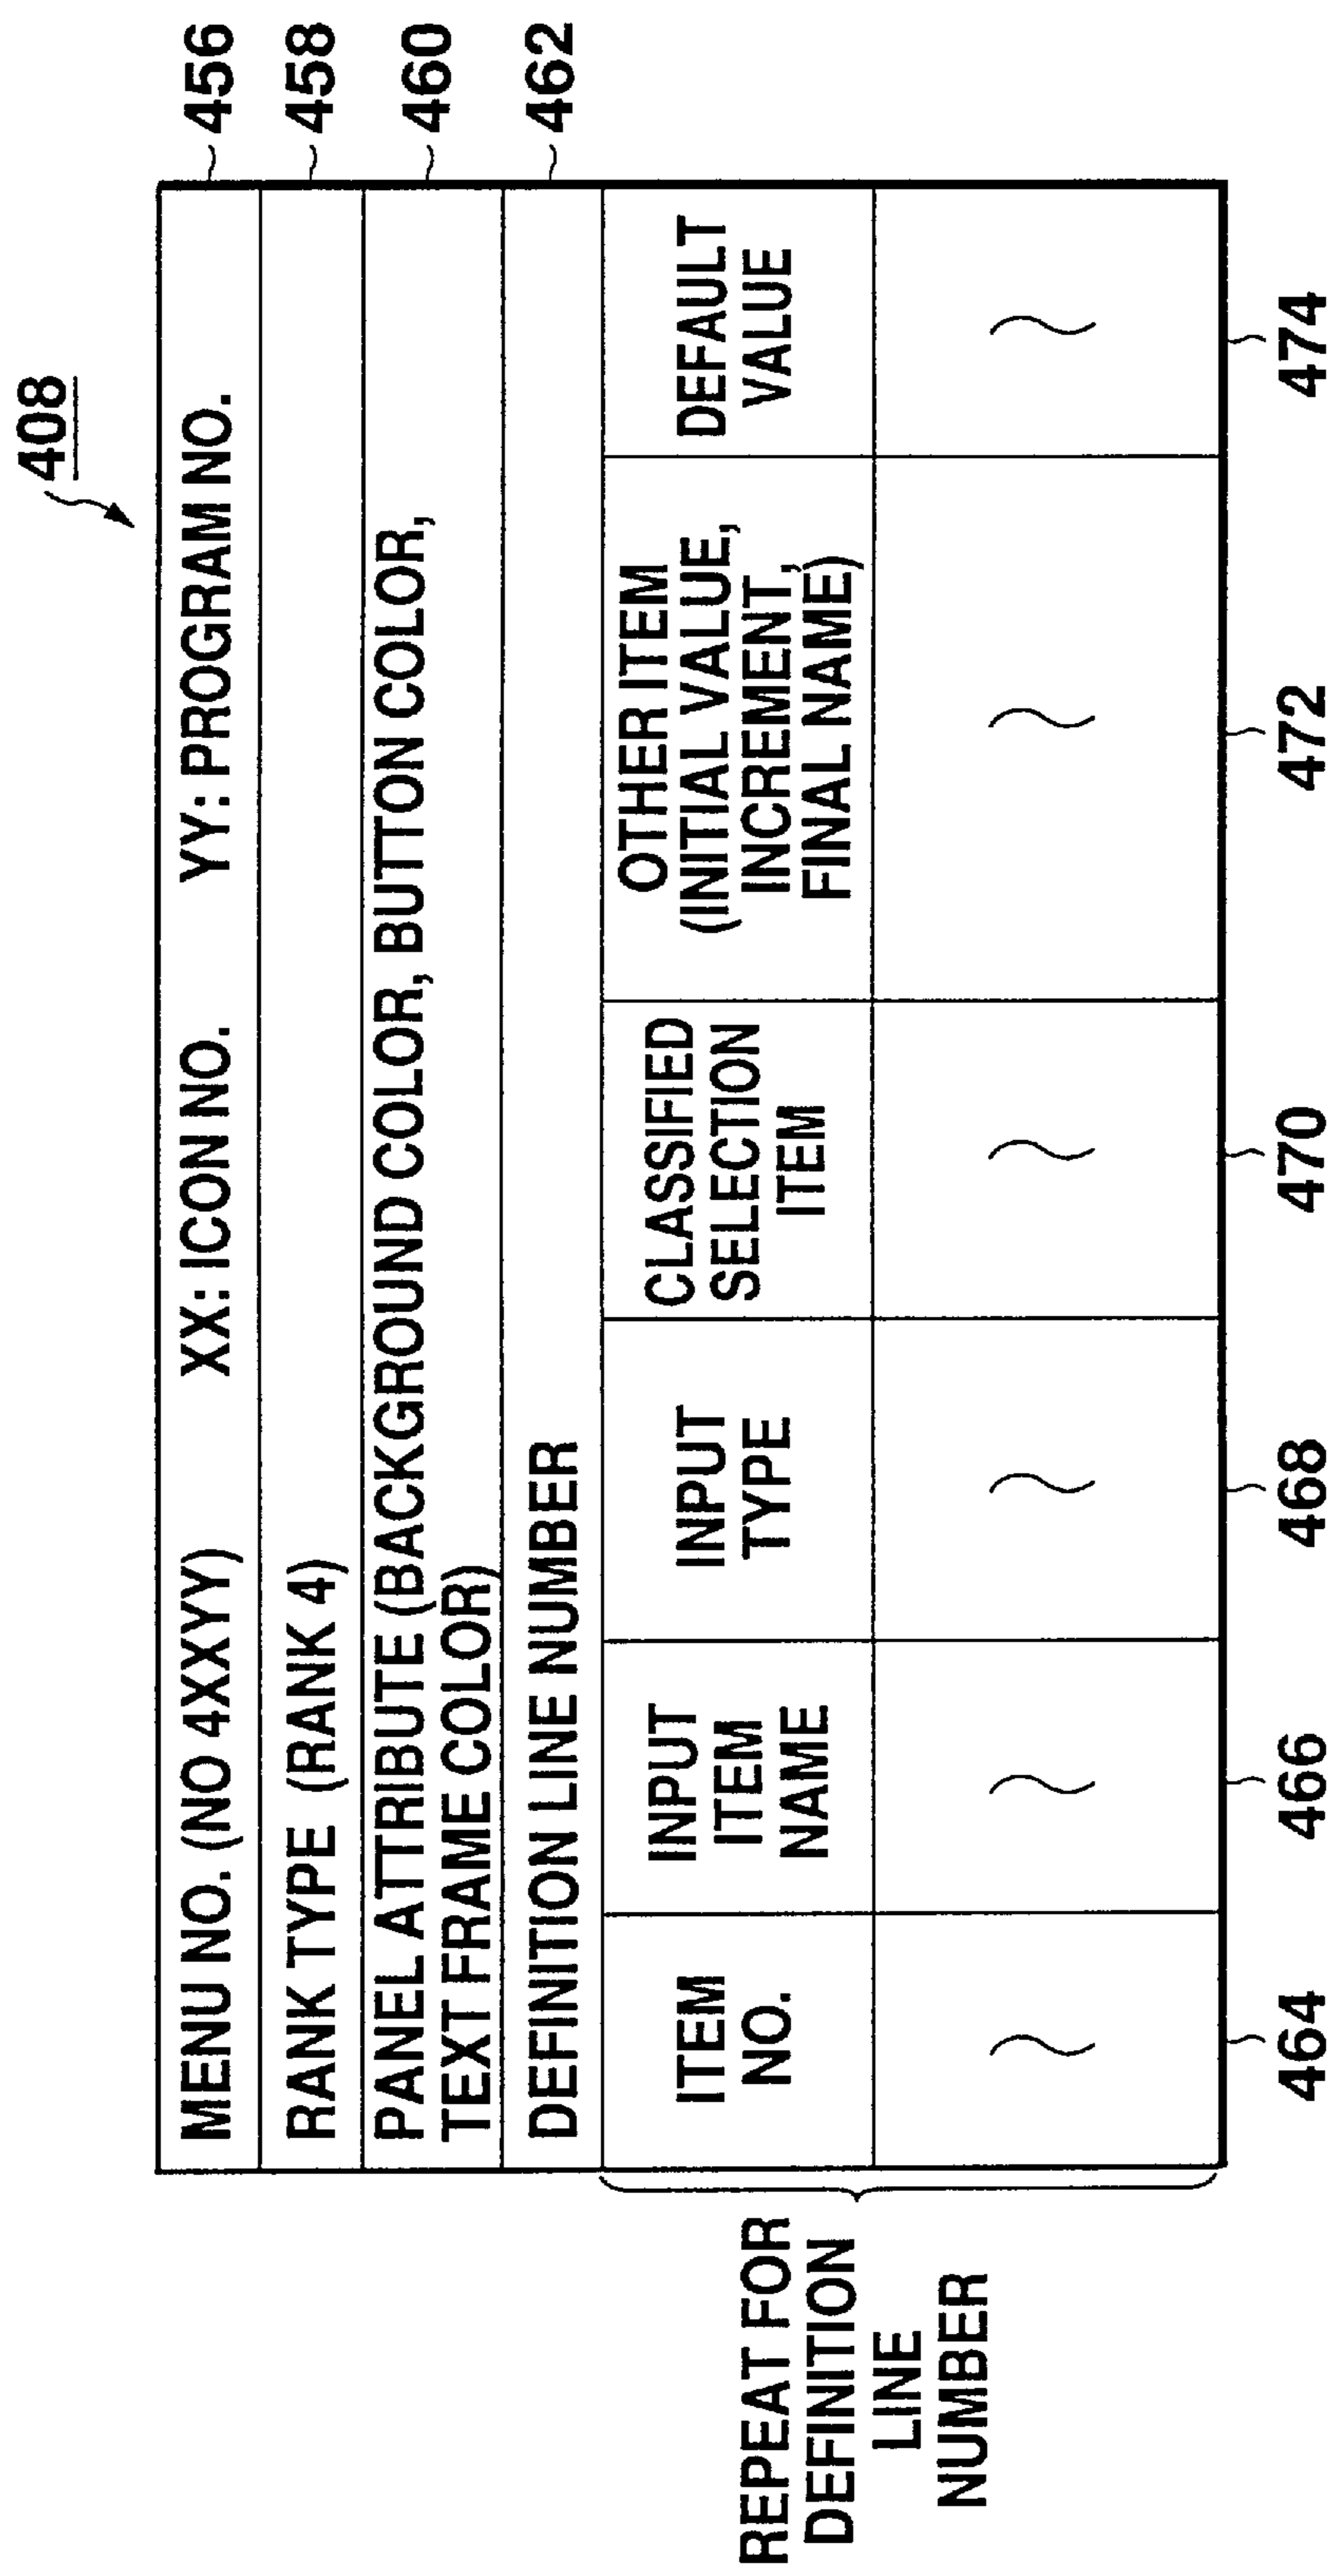 408
MENU NO. (NO 4XXYY) XX: ICON NO. YY: PROGRAM NO. 456
RANK TYPE (RANK 4) 458
PANEL ATTRIBUTE (BACKGROUND COLOR, BUTTON COLOR, 460
TEXT FRAME COLOR)
DEFINITION LINE NUMBER 462
REPEAT FOR
DEFINITION
LINE
NUMBER
ITEM
NO.
INPUT
ITEM
NAME
INPUT
TYPE
CLASSIFIED
SELECTION
ITEM
OTHER ITEM
(INITIAL VALUE,
INCREMENT,
FINAL NAME)
DEFAULT
VALUE
464 466 468 470 472 474